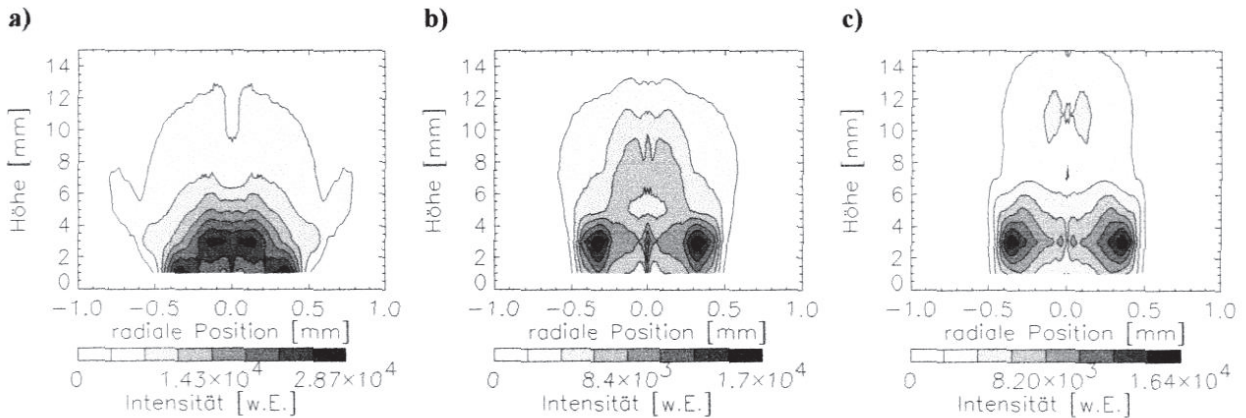 a)
Höhe [mm]
14
12
10
8
6
4
2
0
−1.0 −0.5 0.0 0.5 1.0
radiale Position [mm]
0 1.43×10⁴ 2.87×10⁴
Intensität [w.E.]
b)
Höhe [mm]
14
12
10
8
6
4
2
0
−1.0 −0.5 0.0 0.5 1.0
radiale Position [mm]
0 8.4×10³ 1.7×10⁴
Intensität [w.E.]
c)
Höhe [mm]
14
12
10
8
6
4
2
0
−1.0 −0.5 0.0 0.5 1.0
radiale Position [mm]
0 8.20×10³ 1.64×10⁴
Intensität [w.E.]